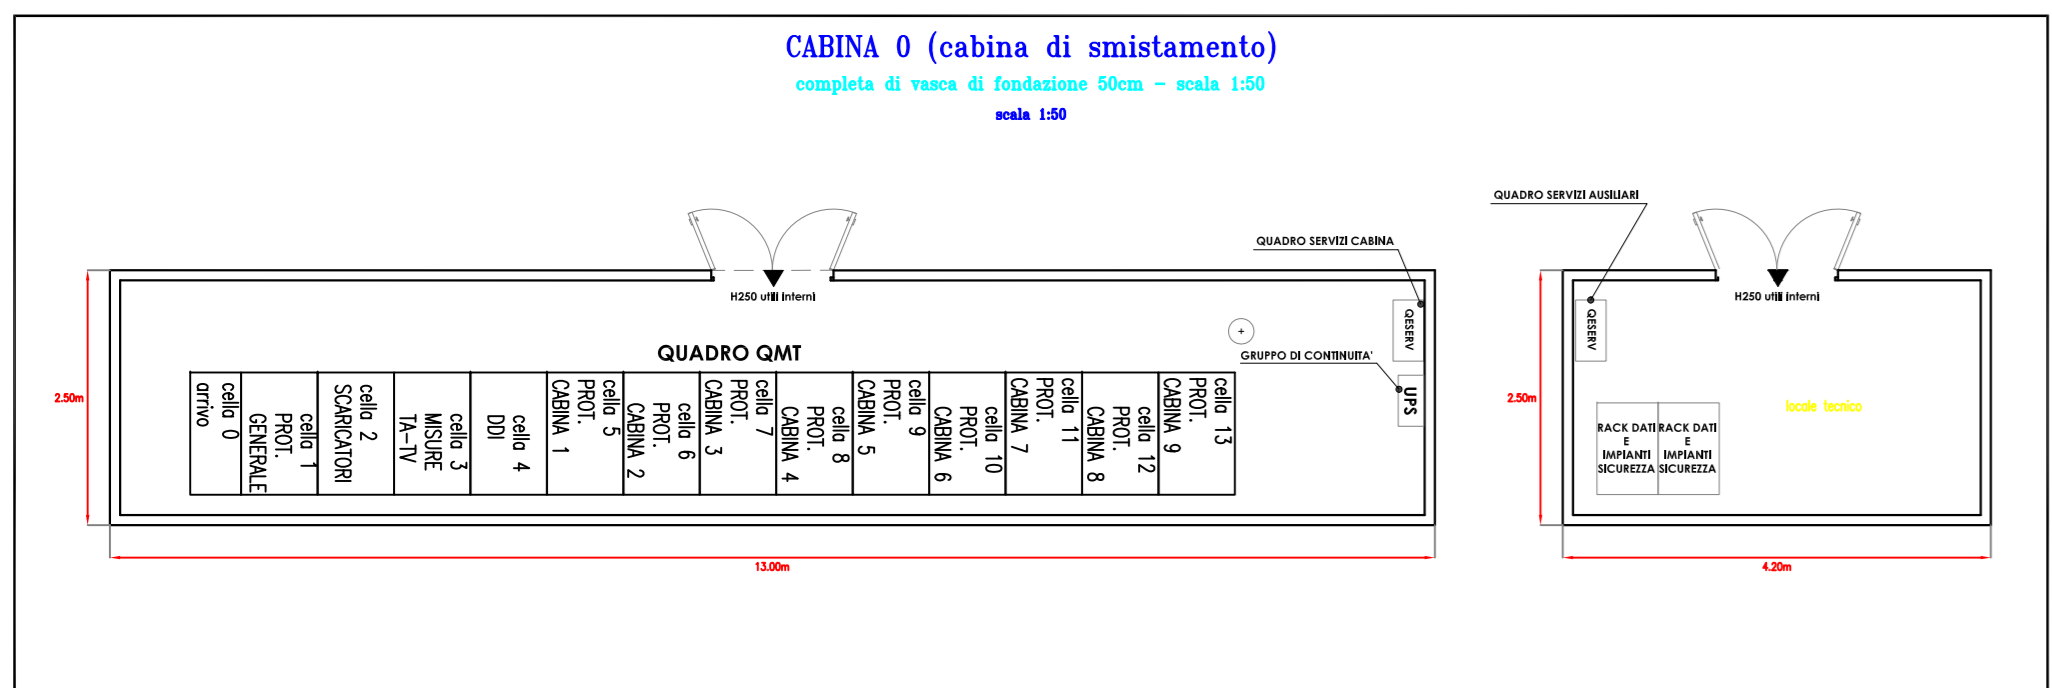 CABINA 0 (cabina di smistamento)
completa di vasca di fondazione 50cm - scala 1:50
scala 1:50
QUADRO SERVIZI AUSILIARI
QUADRO SERVIZI CABINA
H250 utili interni
H250 utili interni
QESERV
QESERV
QUADRO QMT
GRUPPO DI CONTINUITA'
UPS
2.50m
2.50m
cella 0
arrivo
cella 1
PROT.
GENERALE
cella 2
SCARICATORI
cella 3
MISURE
TA-TV
cella 4
DDI
cella 5
PROT.
CABINA 1
cella 6
PROT.
CABINA 2
cella 7
PROT.
CABINA 3
cella 8
PROT.
CABINA 4
cella 9
PROT.
CABINA 5
cella 10
PROT.
CABINA 6
cella 11
PROT.
CABINA 7
cella 12
PROT.
CABINA 8
cella 13
PROT.
CABINA 9
locale tecnico
RACK DATI
E
IMPIANTI
SICUREZZA
RACK DATI
E
IMPIANTI
SICUREZZA
13.00m
4.20m